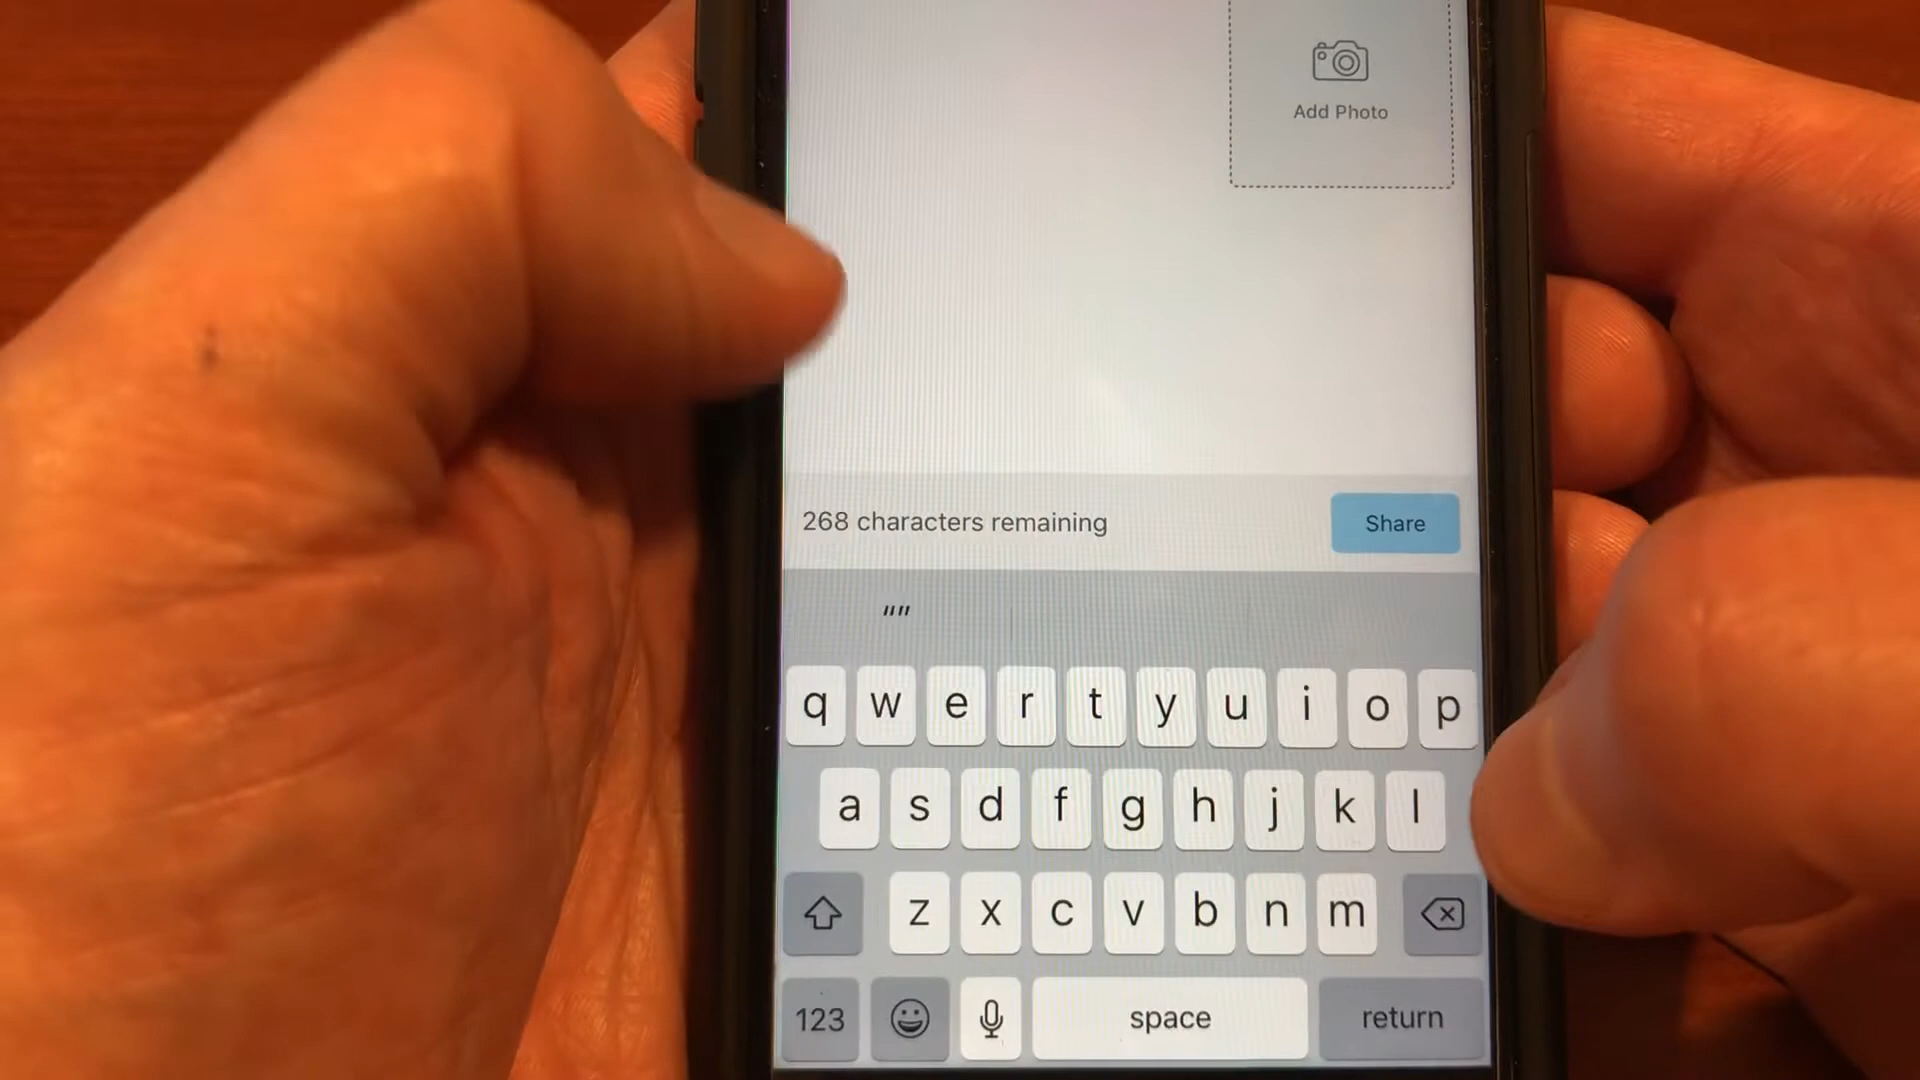 Add Photo
268 characters remaining
Share
""
q w e r t y u i o p
a s d f g h j k l
z x c v b n m
123 space return